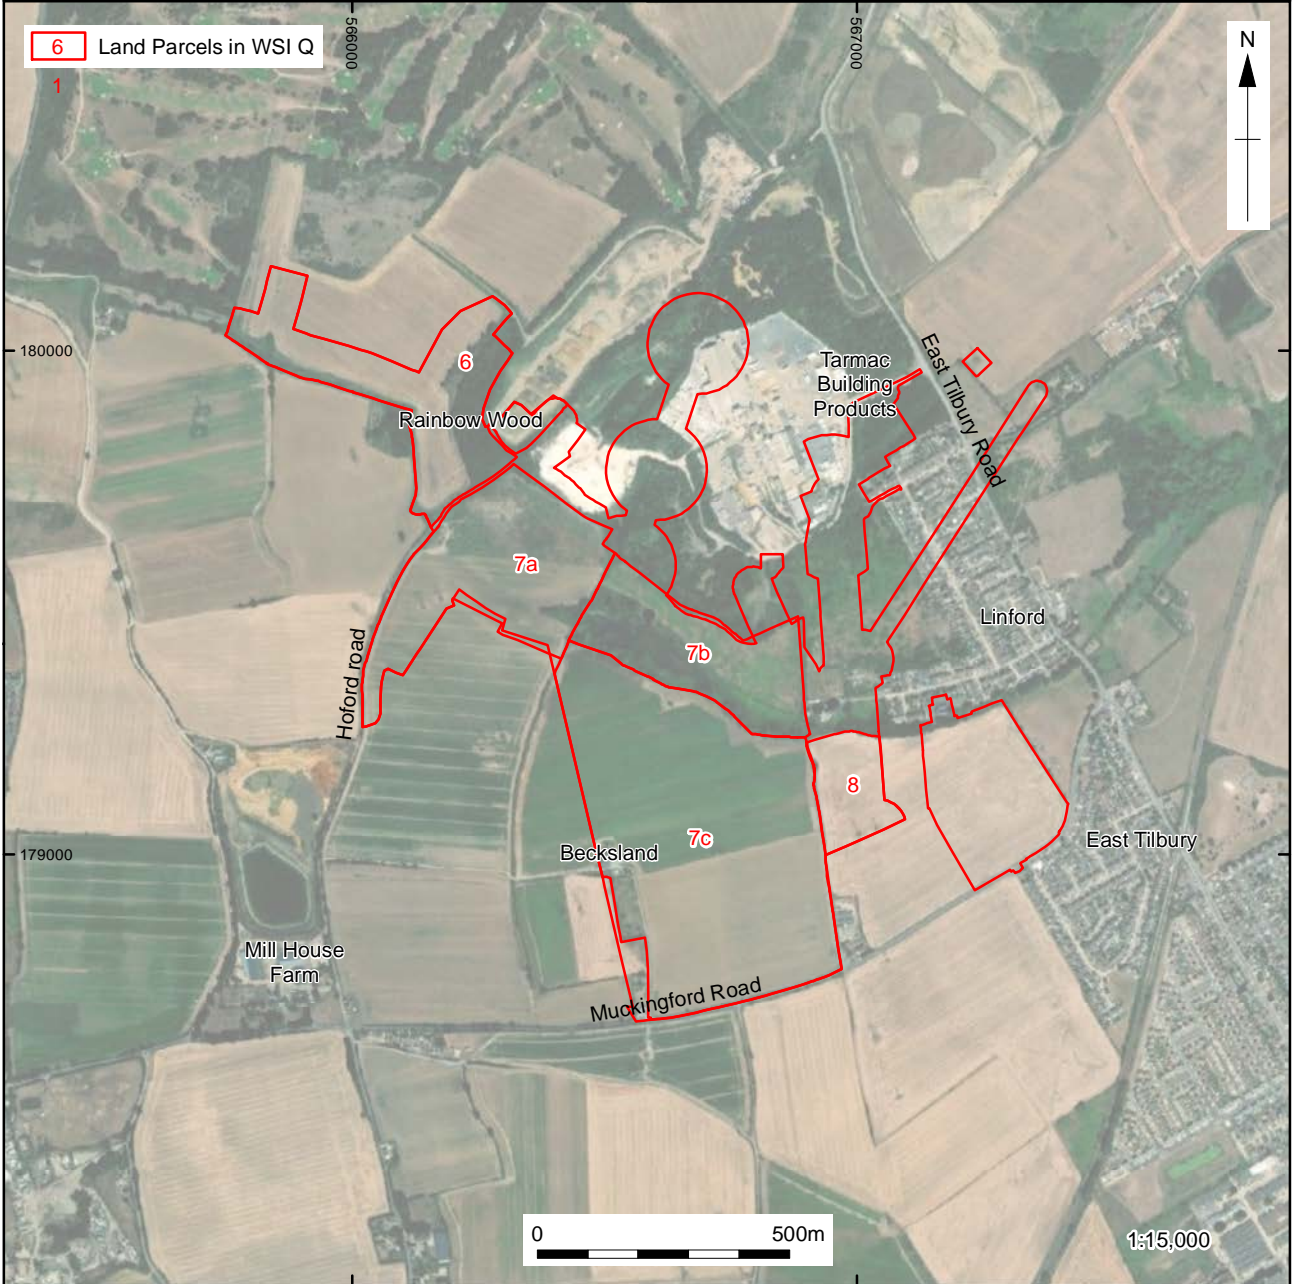 6 Land Parcels in WSI Q
1
566000
567000
N
180000
6
Rainbow Wood
Tarmac
Building
Products
East Tilbury Road
7a
Linford
7b
Hoford road
8
7c
Becksland
East Tilbury
179000
Mill House
Farm
Muckingford Road
0 500m
1:15,000